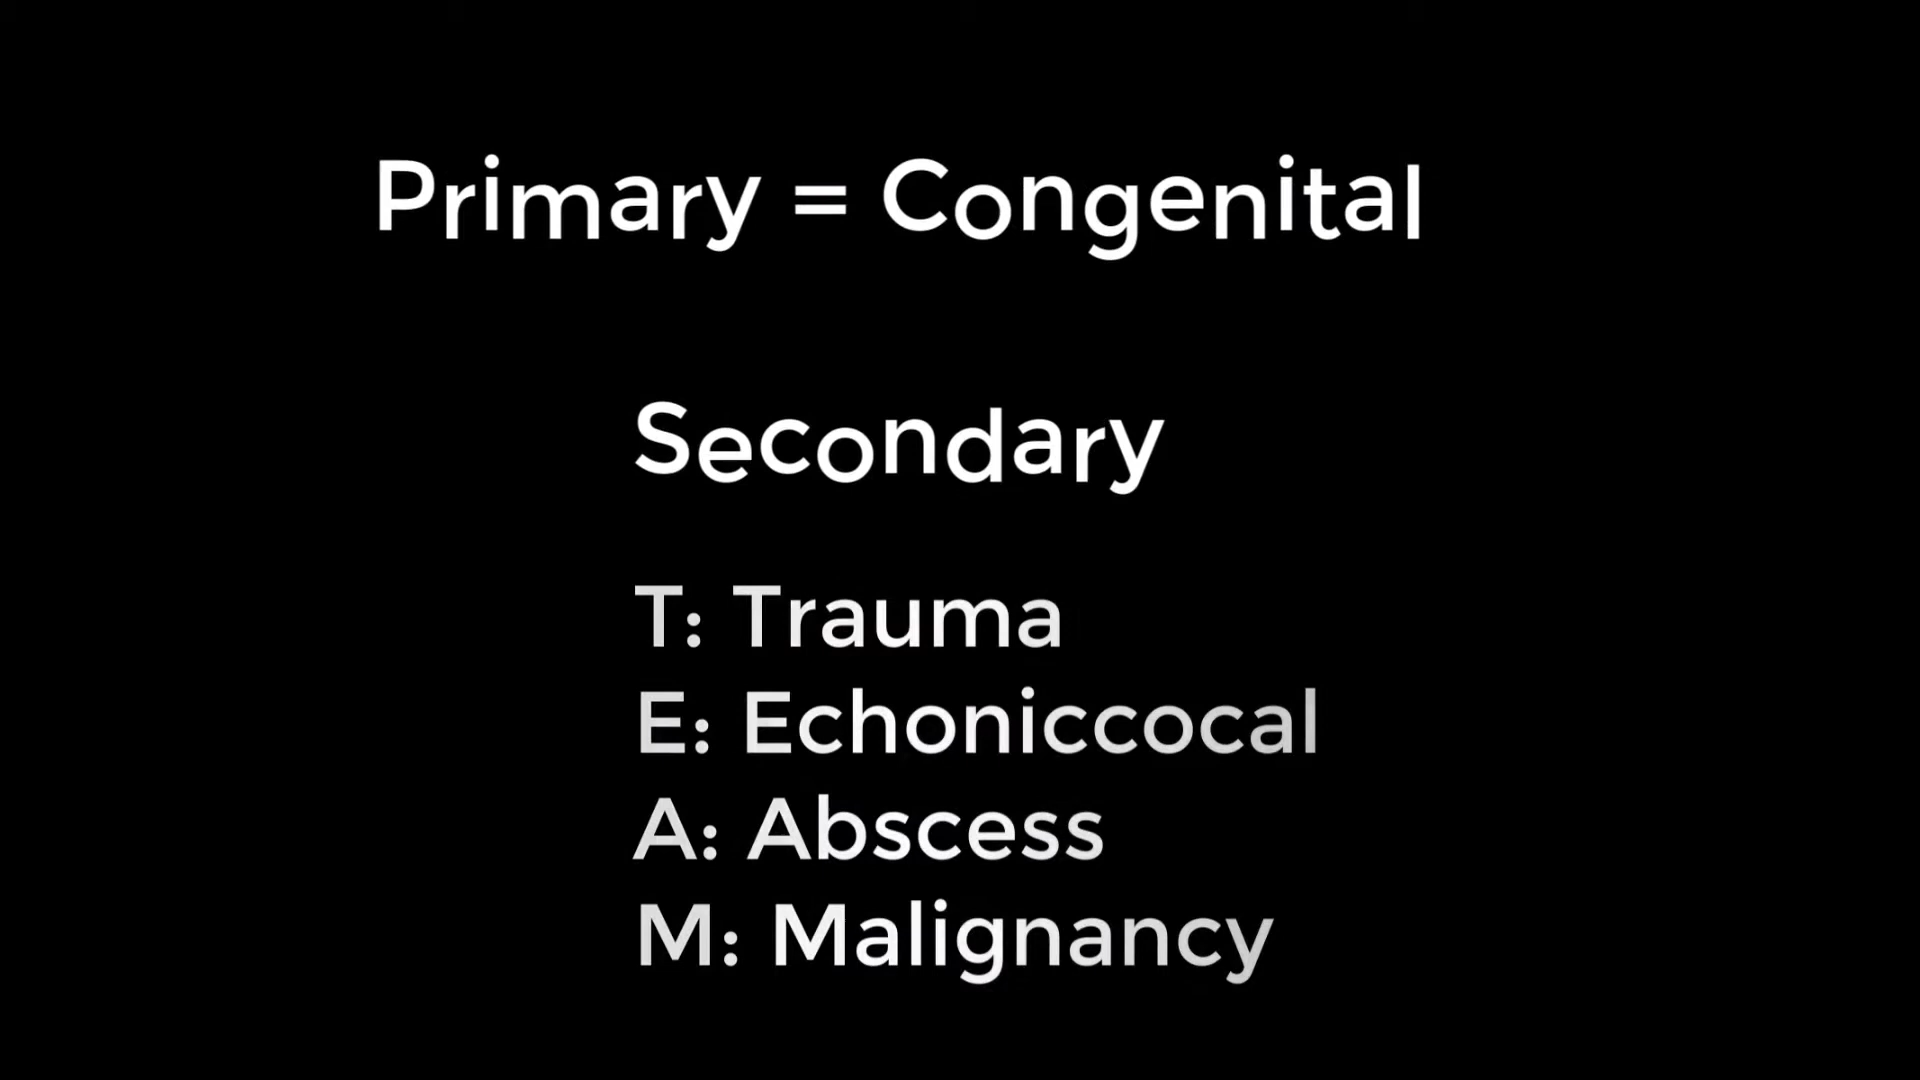 Primary = Congenital
Secondary
T: Trauma
E: Echoniccocal
A: Abscess
M: Malignancy